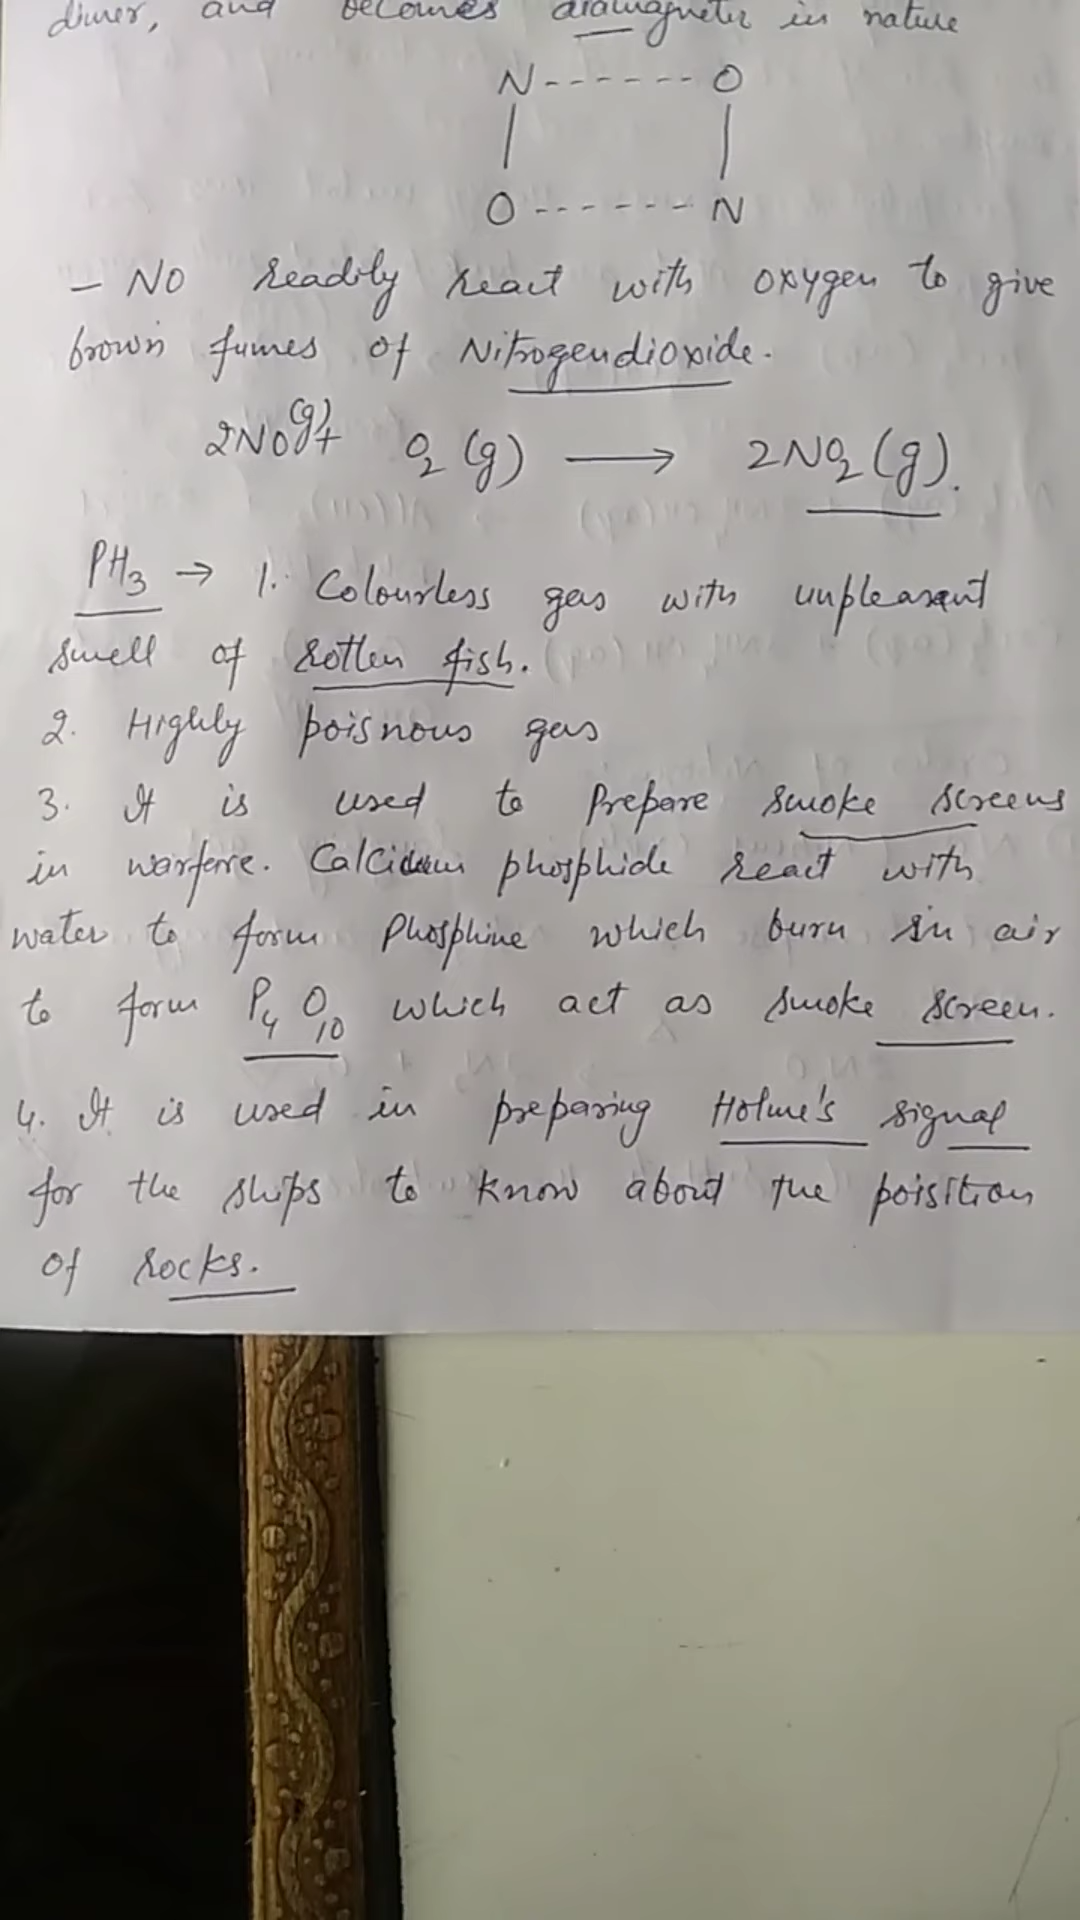 dimer, and becomes diamagnetic in nature
N------O
| |
O------N
- NO readily react with oxygen to give
brown fumes of Nitrogendioxide.
2NO(g)+ O2 (g) → 2NO2 (g).
PH3 → 1. Colourless gas with unpleasent
smell of rotten fish.
2. Highly poisnous gas
3. It is used to Prepare smoke screens
in warfare. Calcium phosphide react with
water to form Phosphine which burn in air
to form P4 O10 which act as smoke screen.
4. It is used in preparing Holme's signal
for the ships to know about the poisition
of rocks.